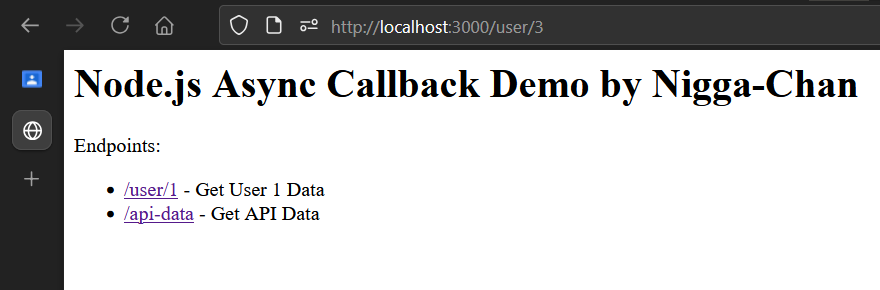 http://localhost:3000/user/3
Node.js Async Callback Demo by Nigga-Chan
Endpoints:
/user/1 - Get User 1 Data
/api-data - Get API Data